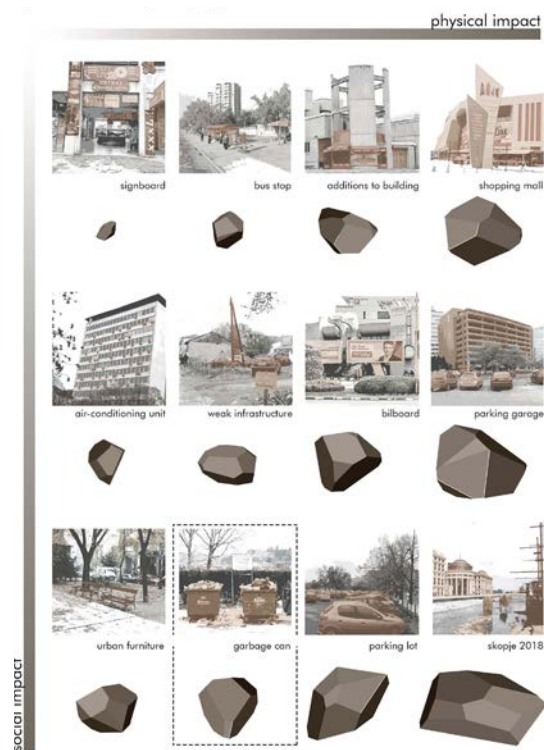 physical impact
signboard
bus stop
additions to building
shopping mall
air-conditioning unit
weak infrastructure
bilboard
parking garage
urban furniture
garbage can
parking lot
skopje 2018
social impact